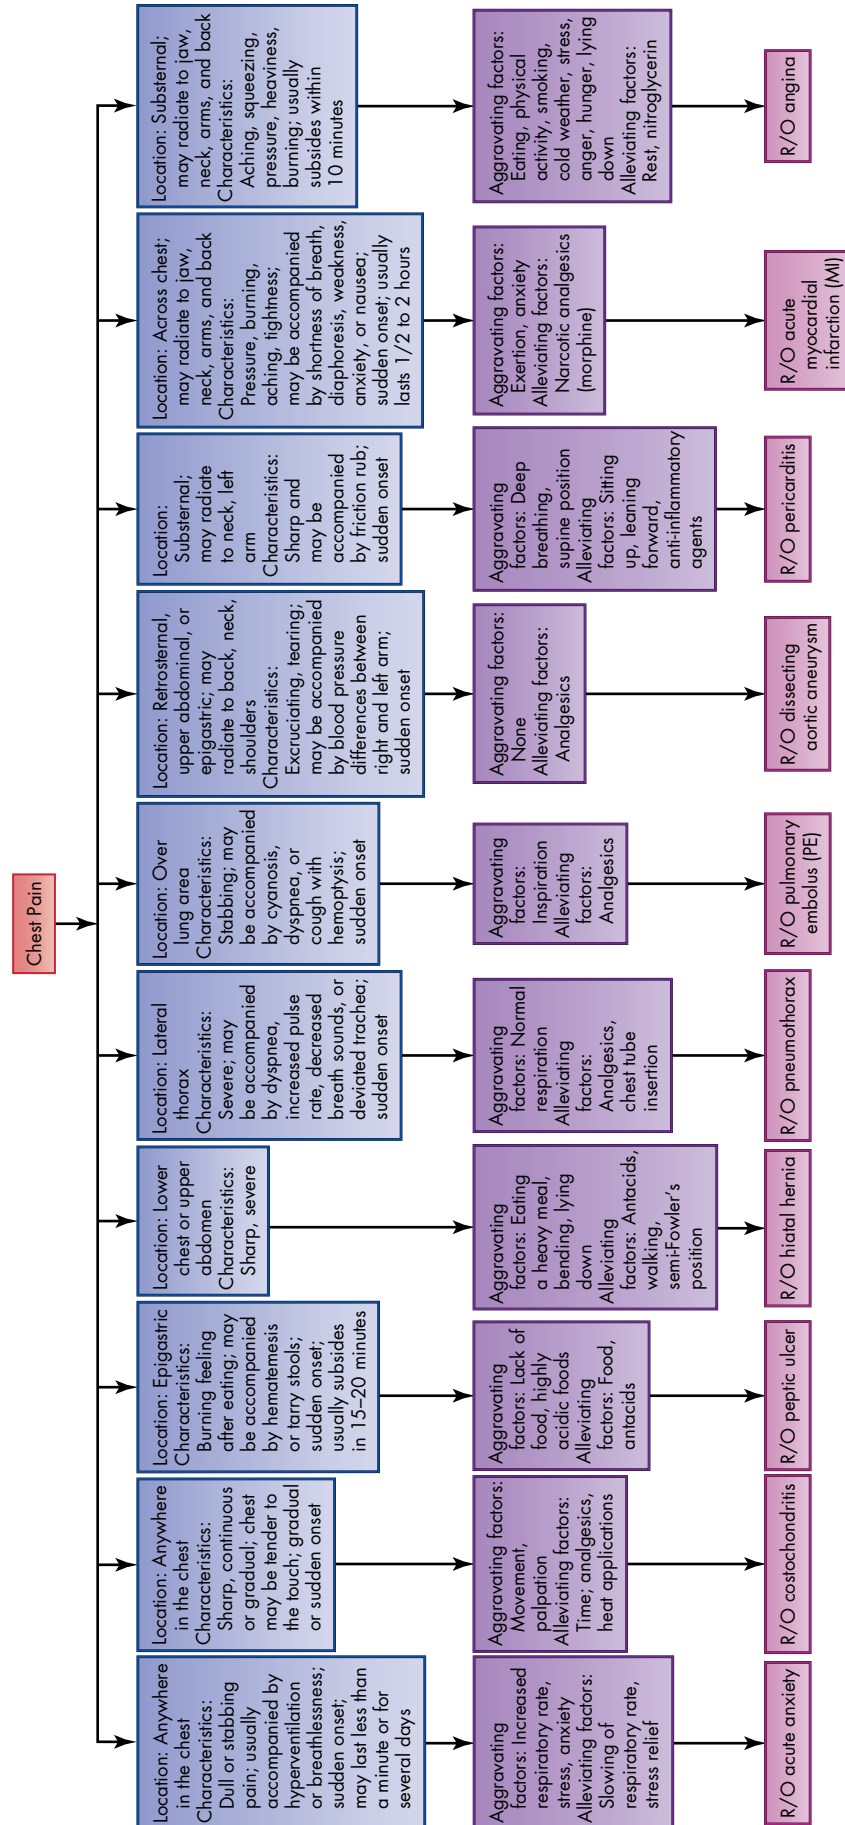 Chest Pain
Location: Anywhere
in the chest
Characteristics:
Dull or stabbing
pain; usually
accompanied by
hyperventilation
or breathlessness;
sudden onset;
may last less than
a minute or for
several days
Aggravating
factors: Increased
respiratory rate,
stress, anxiety
Alleviating factors:
Slowing of
respiratory rate,
stress relief
R/O acute anxiety
Location: Anywhere
in the chest
Characteristics:
Sharp, continuous
or gradual; chest
may be tender to
the touch; gradual
or sudden onset
Aggravating factors:
Movement,
palpation
Alleviating factors:
Time; analgesics,
heat applications
R/O costochondritis
Location: Epigastric
Characteristics:
Burning feeling
after eating; may
be accompanied
by hematemesis
or tarry stools;
sudden onset;
usually subsides
in 15–20 minutes
Aggravating
factors: Lack of
food, highly
acidic foods
Alleviating
factors: Food,
antacids
R/O peptic ulcer
Location: Lower
chest or upper
abdomen
Characteristics:
Sharp, severe
Aggravating
factors: Eating
a heavy meal,
bending, lying
down
Alleviating
factors: Antacids,
walking,
semi-Fowler's
position
R/O hiatal hernia
Location: Lateral
thorax
Characteristics:
Severe; may
be accompanied
by dyspnea,
increased pulse
rate, decreased
breath sounds, or
deviated trachea;
sudden onset
Aggravating
factors: Normal
respiration
Alleviating
factors:
Analgesics,
chest tube
insertion
R/O pneumothorax
Location: Over
lung area
Characteristics:
Stabbing; may
be accompanied
by cyanosis,
dyspnea, or
cough with
hemoptysis;
sudden onset
Aggravating
factors:
Inspiration
Alleviating
factors:
Analgesics
R/O pulmonary
embolus (PE)
Location: Retrosternal,
upper abdominal, or
epigastric; may
radiate to back, neck,
shoulders
Characteristics:
Excruciating, tearing;
may be accompanied
by blood pressure
differences between
right and left arm;
sudden onset
Aggravating factors:
None
Alleviating factors:
Analgesics
R/O dissecting
aortic aneurysm
Location:
Substernal;
may radiate
to neck, left
arm
Characteristics:
Sharp and
may be
accompanied
by friction rub;
sudden onset
Aggravating
factors: Deep
breathing,
supine position
Alleviating
factors: Sitting
up, leaning
forward,
anti-inflammatory
agents
R/O pericarditis
Location: Across chest;
may radiate to jaw,
neck, arms, and back
Characteristics:
Pressure, burning,
aching, tightness;
may be accompanied
by shortness of breath,
diaphoresis, weakness,
anxiety, or nausea;
sudden onset; usually
lasts 1/2 to 2 hours
Aggravating factors:
Exertion, anxiety
Alleviating factors:
Narcotic analgesics
(morphine)
R/O acute
myocardial
infarction (MI)
Location: Substernal;
may radiate to jaw,
neck, arms, and back
Characteristics:
Aching, squeezing,
pressure, heaviness,
burning; usually
subsides within
10 minutes
Aggravating factors:
Eating, physical
activity, smoking,
cold weather, stress,
anger, hunger, lying
down
Alleviating factors:
Rest, nitroglycerin
R/O angina